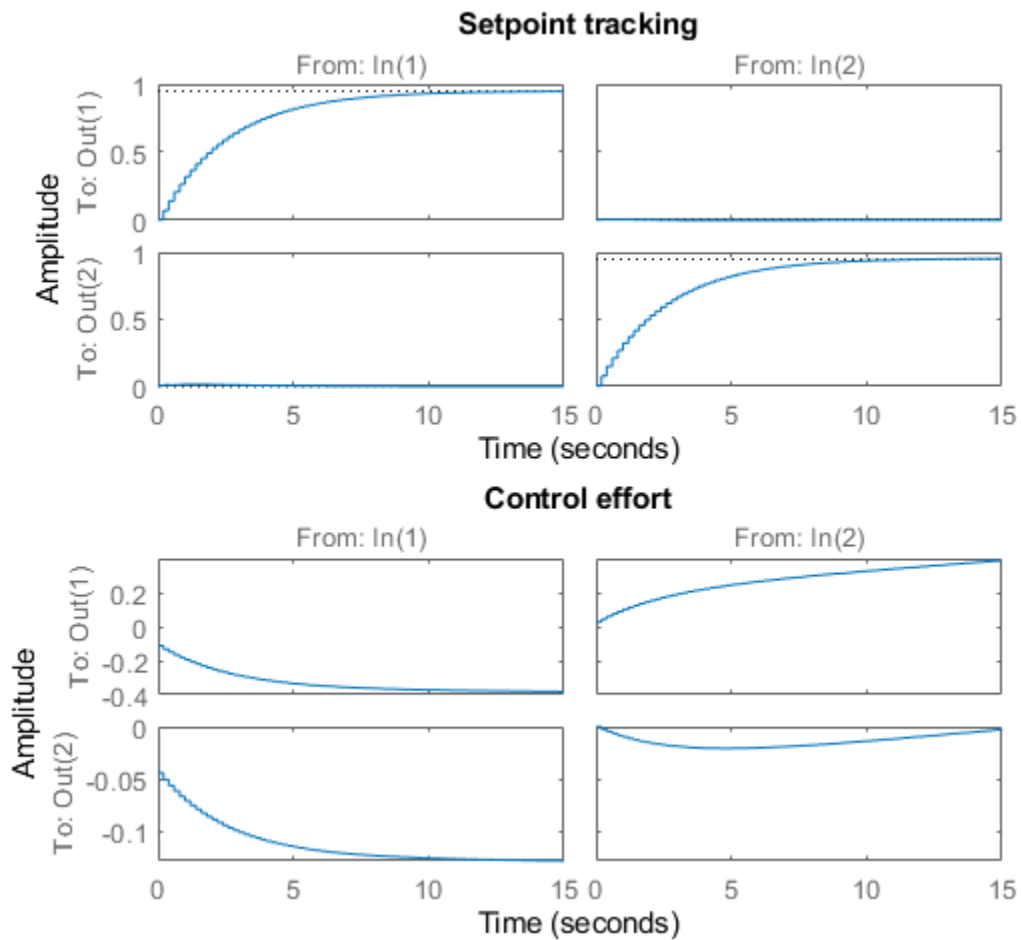 Setpoint tracking
From: In(1) From: In(2)
Amplitude
To: Out(1)
1
0.5
0
To: Out(2)
1
0.5
0
0 5 10 15 0 5 10 15
Time (seconds)
Control effort
From: In(1) From: In(2)
Amplitude
To: Out(1)
0.2
0
-0.2
-0.4
To: Out(2)
0
-0.05
-0.1
0 5 10 15 0 5 10 15
Time (seconds)